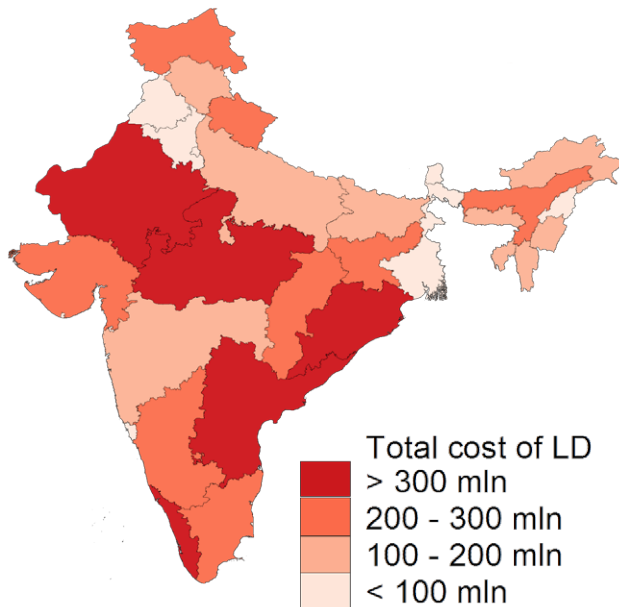 Total cost of LD
> 300 mln
200 - 300 mln
100 - 200 mln
< 100 mln